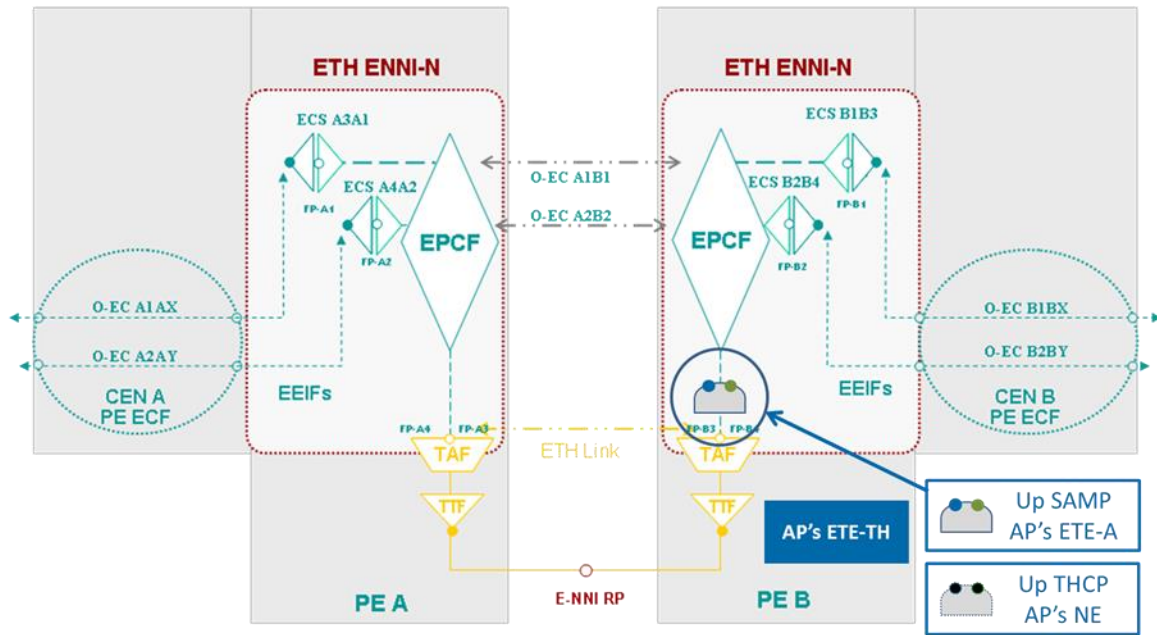 ETH ENNI-N
ETH ENNI-N
ECS A3A1
ECS B1B3
O-EC A1B1
ECS A4A2
ECS B2B4
FP-A1
FP-B1
O-EC A2B2
EPCF
EPCF
FP-A2
FP-B2
O-EC A1AX
O-EC B1BX
O-EC A2AY
O-EC B2BY
CEN A
PE ECF
EEIFs
EEIFs
CEN B
PE ECF
FP-A4
FP-A3
FP-B3
FP-B4
TAF
ETH Link
TAF
TTF
TTF
AP's ETE-TH
Up SAMP
AP's ETE-A
E-NNI RP
PE A
PE B
Up THCP
AP's NE